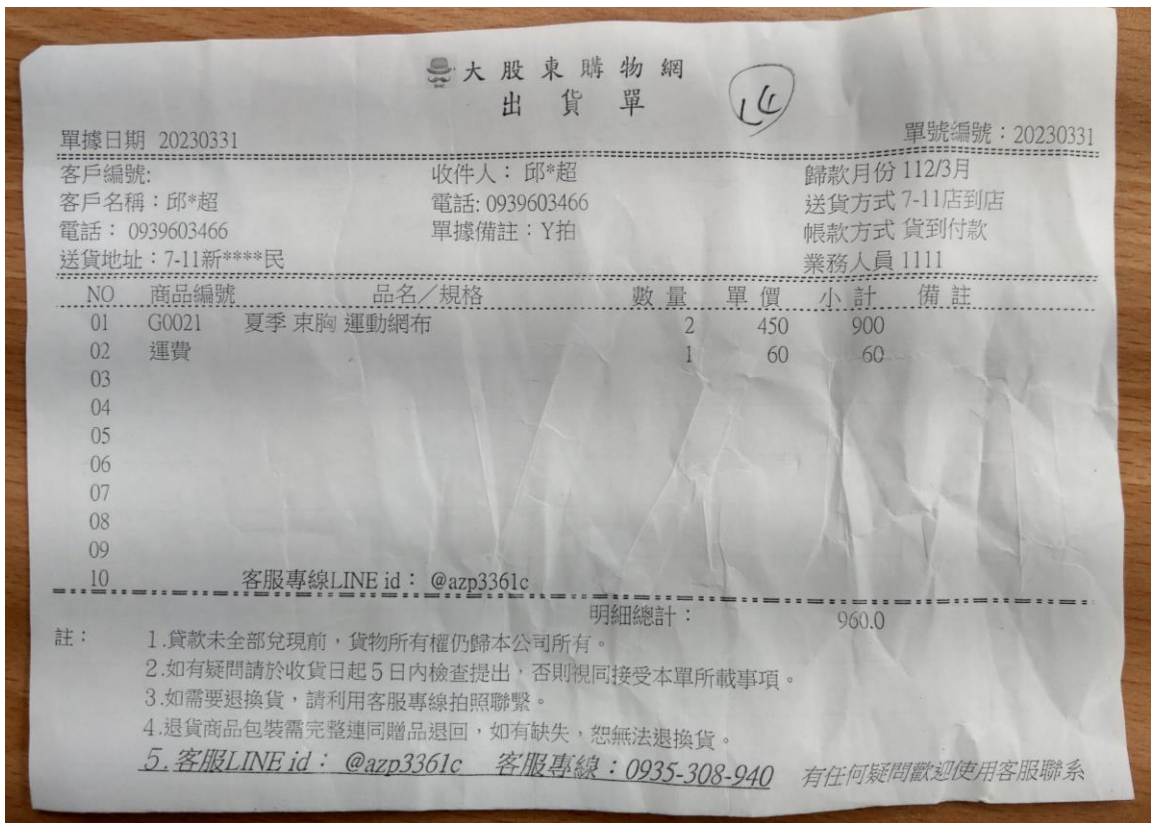 大股東購物網
出貨單
單據日期 20230331 單號編號：20230331
客戶編號: 收件人：邱*超 歸款月份 112/3月
客戶名稱：邱*超 電話: 0939603466 送貨方式 7-11店到店
電話： 0939603466 單據備註：Y拍 帳款方式 貨到付款
送貨地址：7-11新****民 業務人員 1111
NO 商品編號 品名／規格 數量 單價 小計 備註
01 G0021 夏季 束胸 運動網布 2 450 900
02 運費 1 60 60
03
04
05
06
07
08
09
10 客服專線LINE id： @azp3361c
明細總計： 960.0
註： 1.貸款未全部兌現前，貨物所有權仍歸本公司所有。
2.如有疑問請於收貨日起5日內檢查提出，否則視同接受本單所載事項。
3.如需要退換貨，請利用客服專線拍照聯繫。
4.退貨商品包裝需完整連同贈品退回，如有缺失，恕無法退換貨。
5.客服LINE id： @azp3361c 客服專線：0935-308-940 有任何疑問歡迎使用客服聯系